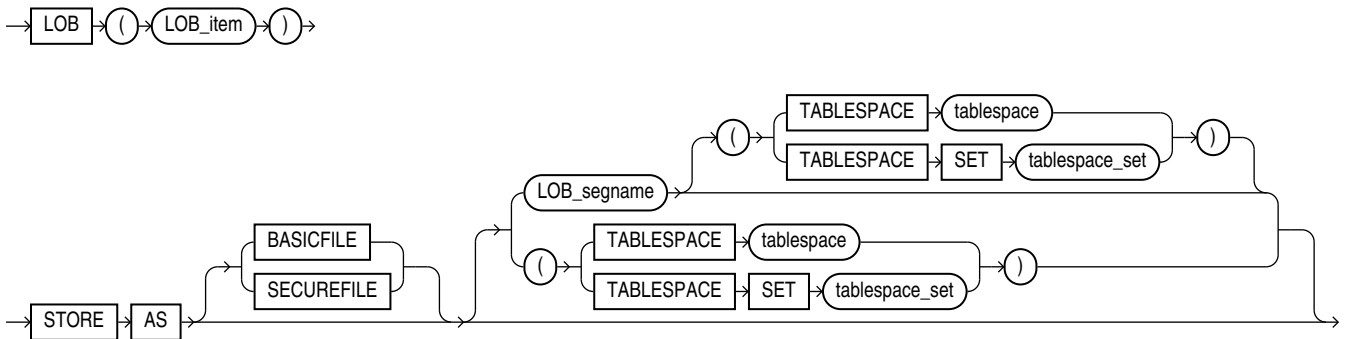 LOB ( LOB_item )
TABLESPACE tablespace
( TABLESPACE SET tablespace_set )
LOB_segname
BASICFILE TABLESPACE tablespace
SECUREFILE ( TABLESPACE SET tablespace_set )
STORE AS